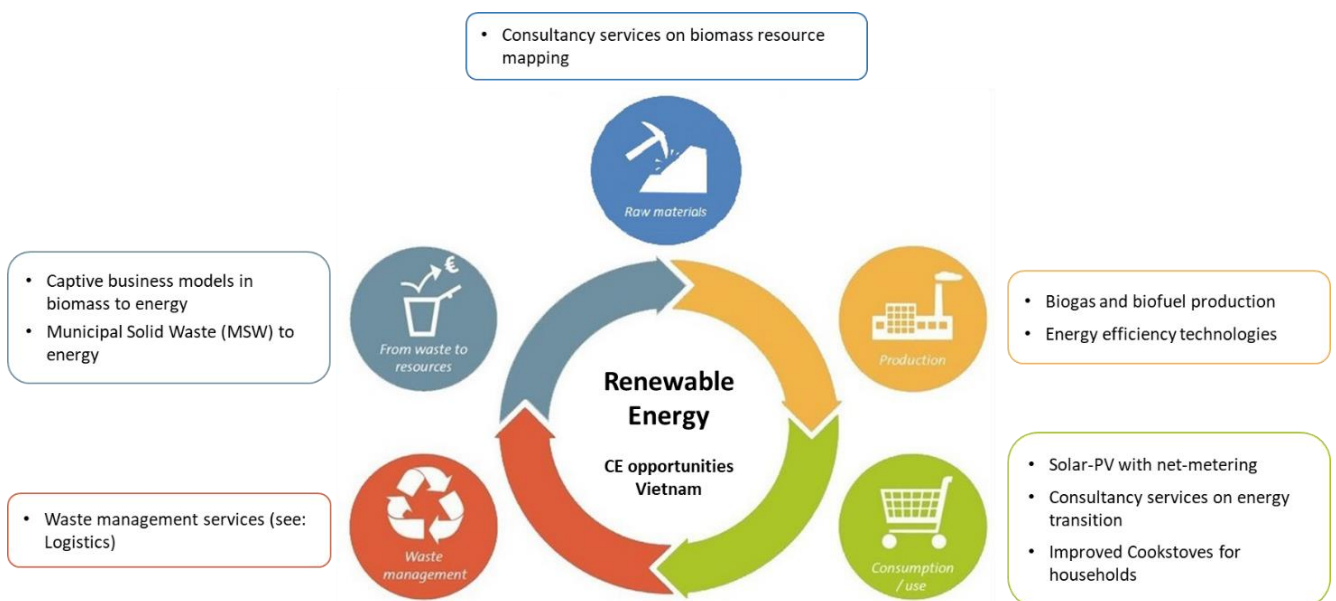 • Consultancy services on biomass resource
mapping
Raw materials
• Captive business models in
biomass to energy
• Municipal Solid Waste (MSW) to
energy
€
From waste to
resources
Production
• Biogas and biofuel production
• Energy efficiency technologies
Renewable
Energy
CE opportunities
Vietnam
• Waste management services (see:
Logistics)
Waste
management
Consumption
/ use
• Solar-PV with net-metering
• Consultancy services on energy
transition
• Improved Cookstoves for
households